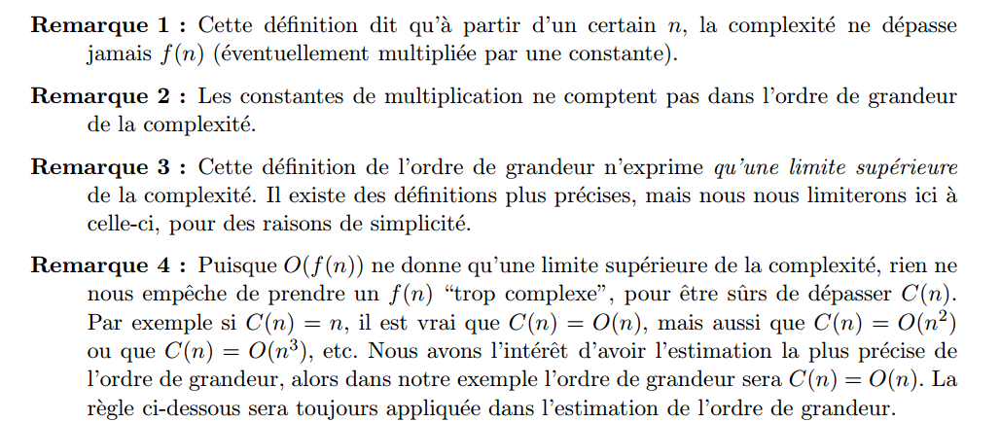 Remarque 1 : Cette définition dit qu'à partir d'un certain n, la complexité ne dépasse
jamais f(n) (éventuellement multipliée par une constante).
Remarque 2 : Les constantes de multiplication ne comptent pas dans l'ordre de grandeur
de la complexité.
Remarque 3 : Cette définition de l'ordre de grandeur n'exprime qu'une limite supérieure
de la complexité. Il existe des définitions plus précises, mais nous nous limiterons ici à
celle-ci, pour des raisons de simplicité.
Remarque 4 : Puisque O(f(n)) ne donne qu'une limite supérieure de la complexité, rien ne
nous empêche de prendre un f(n) “trop complexe”, pour être sûrs de dépasser C(n).
Par exemple si C(n) = n, il est vrai que C(n) = O(n), mais aussi que C(n) = O(n²)
ou que C(n) = O(n³), etc. Nous avons l'intérêt d'avoir l'estimation la plus précise de
l'ordre de grandeur, alors dans notre exemple l'ordre de grandeur sera C(n) = O(n). La
règle ci-dessous sera toujours appliquée dans l'estimation de l'ordre de grandeur.